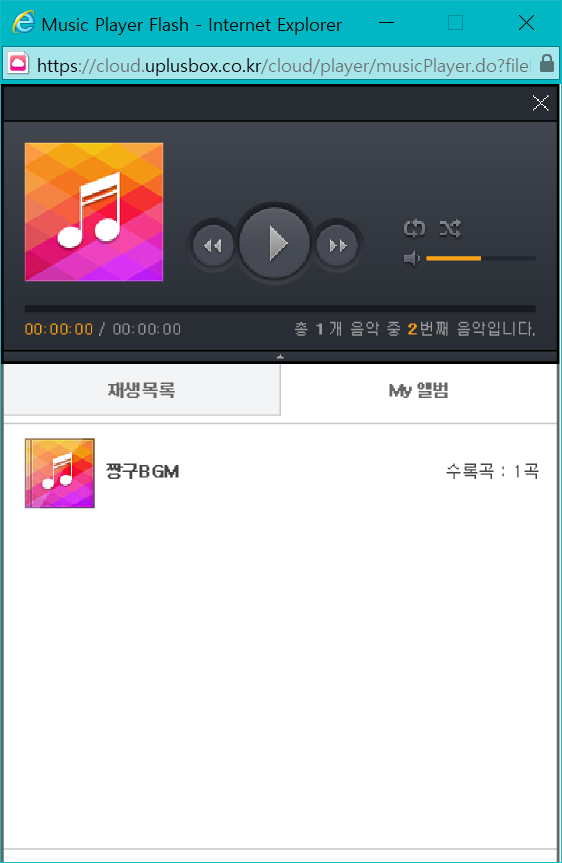 Music Player Flash - Internet Explorer
https://cloud.uplusbox.co.kr/cloud/player/musicPlayer.do?file
00:00:00 / 00:00:00 총 1개 음악 중 2번째 음악입니다.
재생목록 My 앨범
짱구BGM 수록곡 : 1곡